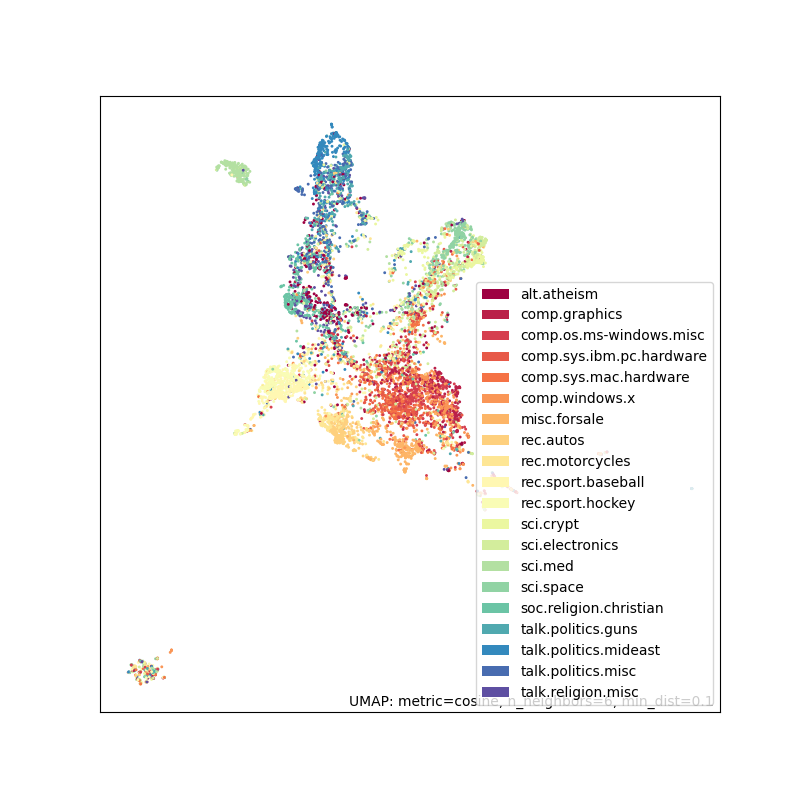 alt.atheism
comp.graphics
comp.os.ms-windows.misc
comp.sys.ibm.pc.hardware
comp.sys.mac.hardware
comp.windows.x
misc.forsale
rec.autos
rec.motorcycles
rec.sport.baseball
rec.sport.hockey
sci.crypt
sci.electronics
sci.med
sci.space
soc.religion.christian
talk.politics.guns
talk.politics.mideast
talk.politics.misc
talk.religion.misc
UMAP: metric=cosine, n_neighbors=6, min_dist=0.1